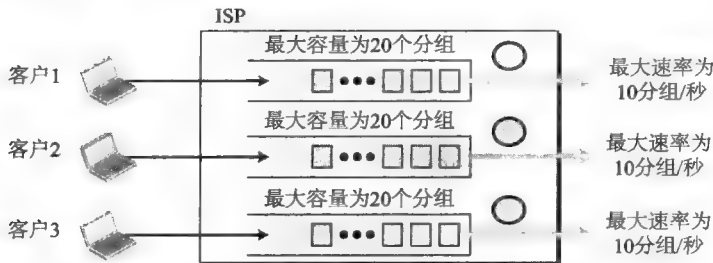 ISP
最大容量为20个分组
客户1
最大速率为
10分组/秒
最大容量为20个分组
客户2
最大速率为
10分组/秒
最大容量为20个分组
客户3
最大速率为
10分组/秒